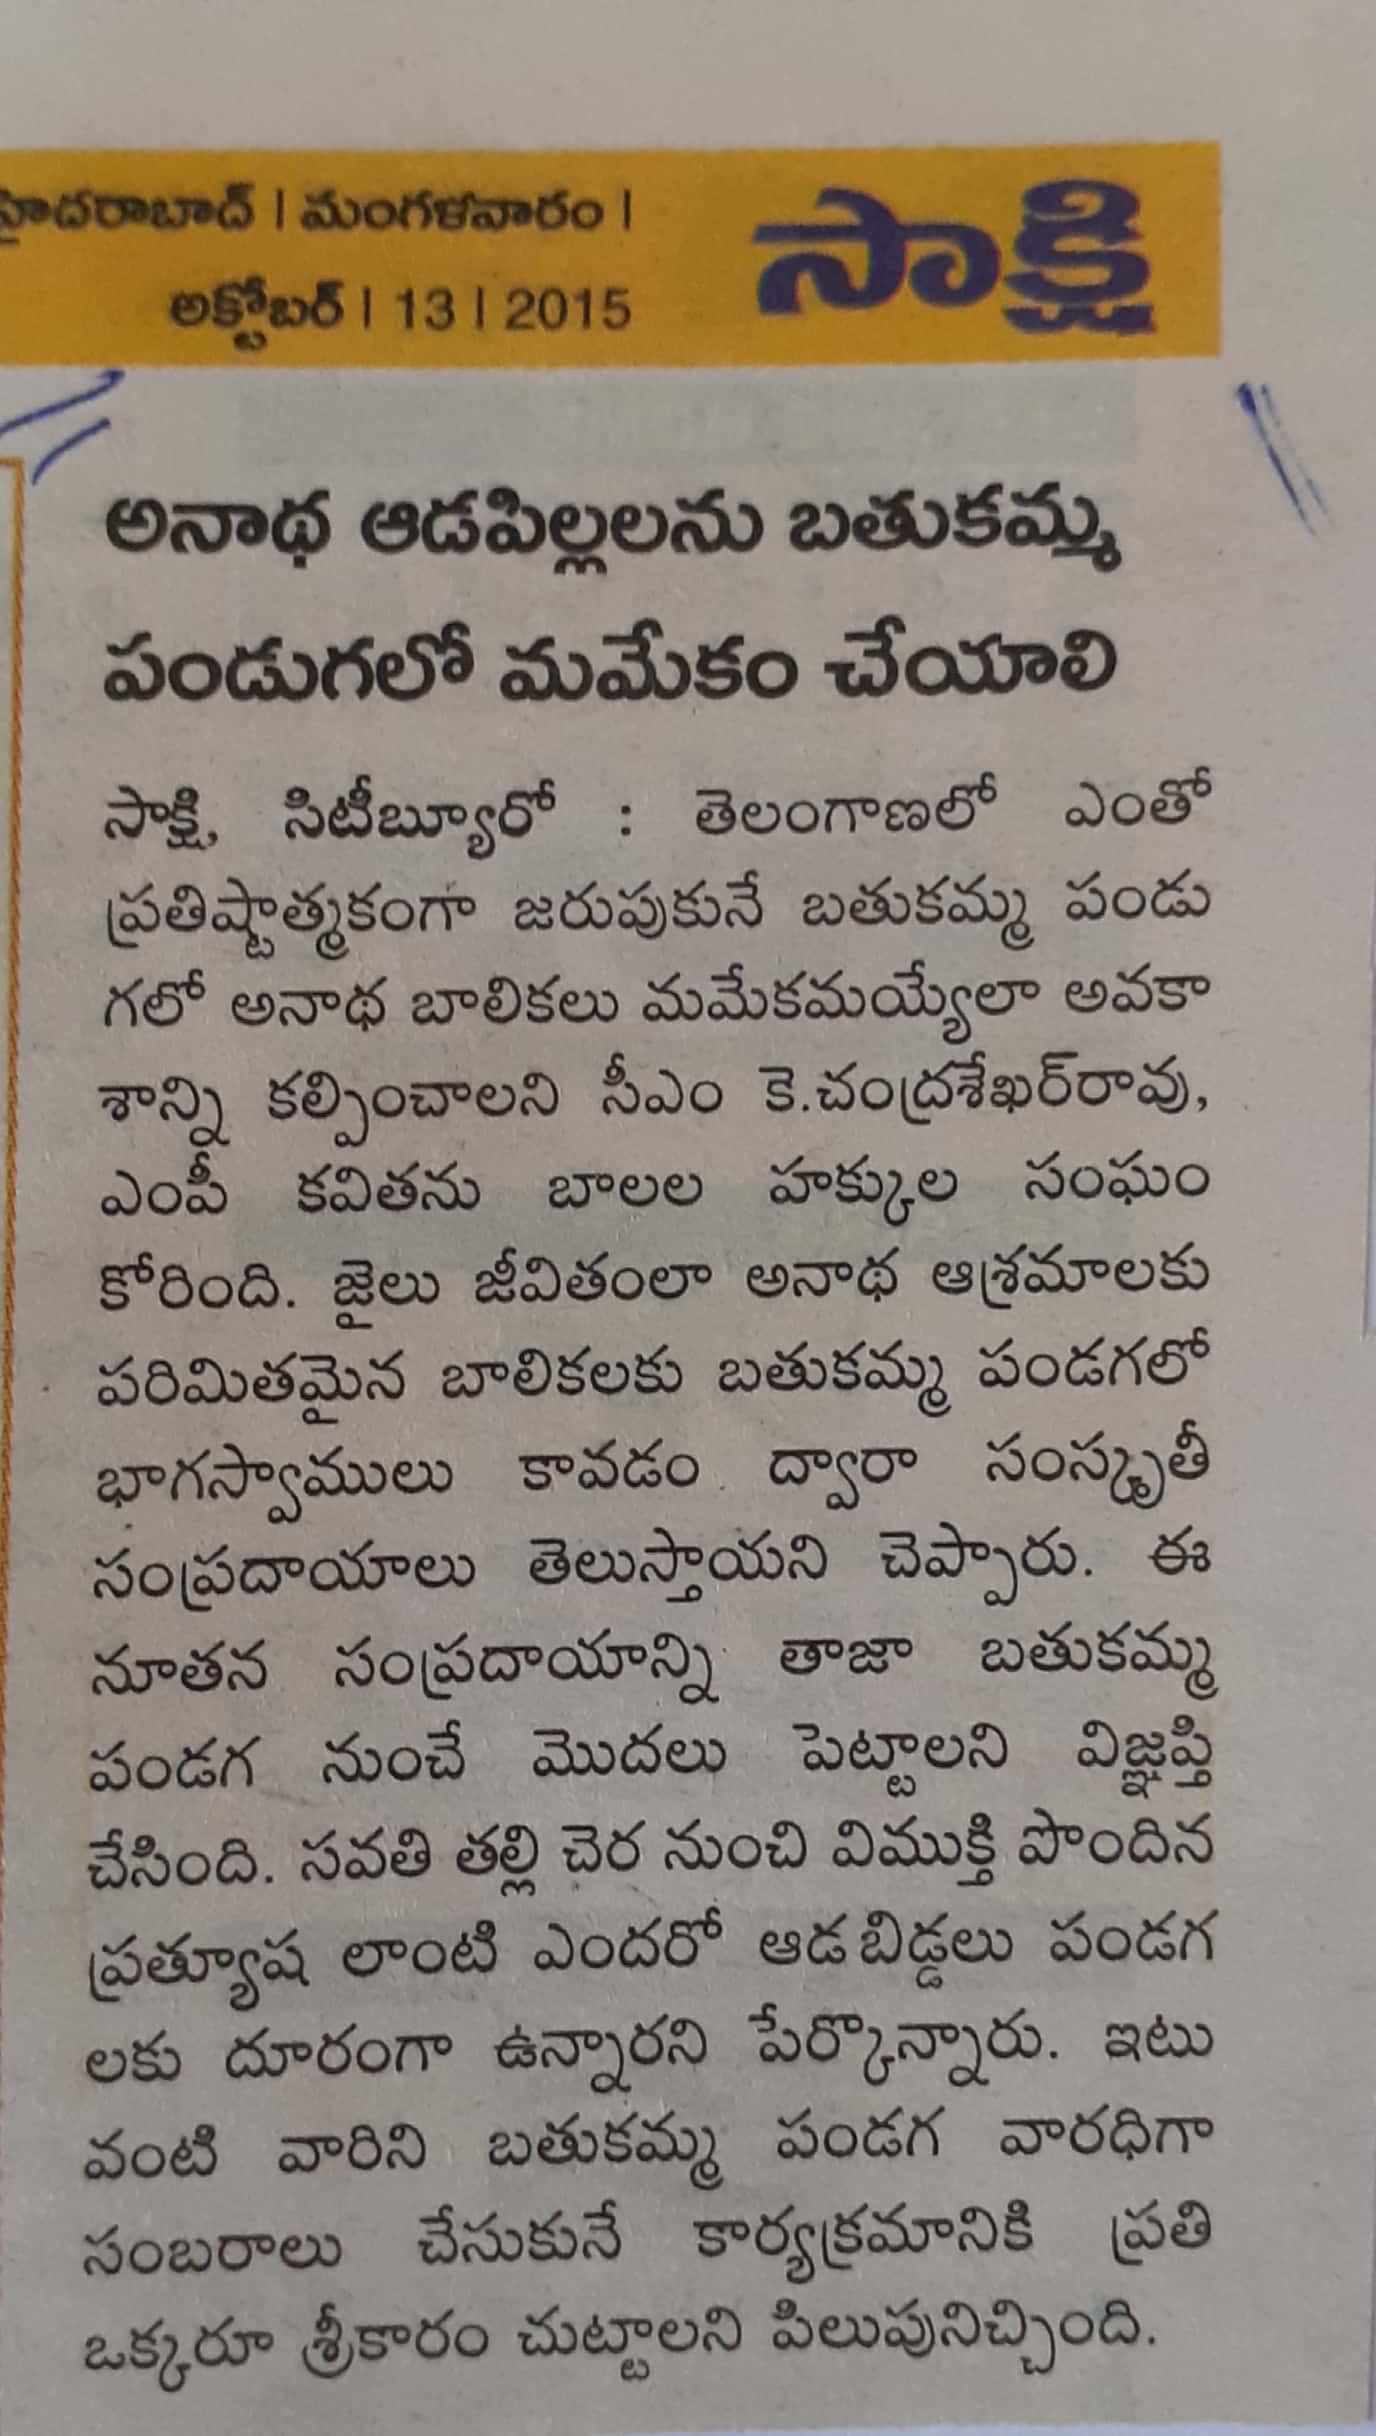 హైదరాబాద్ | మంగళవారం |
అక్టోబర్ | 13 | 2015
సాక్షి
అనాథ ఆడపిల్లలను బతుకమ్మ
పండుగలో మమేకం చేయాలి
సాక్షి, సిటీబ్యూరో : తెలంగాణలో ఎంతో
ప్రతిష్టాత్మకంగా జరుపుకునే బతుకమ్మ పండు
గలో అనాథ బాలికలు మమేకమయ్యేలా అవకా
శాన్ని కల్పించాలని సీఎం కె.చంద్రశేఖర్‌రావు,
ఎంపీ కవితను బాలల హక్కుల సంఘం
కోరింది. జైలు జీవితంలా అనాథ ఆశ్రమాలకు
పరిమితమైన బాలికలకు బతుకమ్మ పండగలో
భాగస్వాములు కావడం ద్వారా సంస్కృతీ
సంప్రదాయాలు తెలుస్తాయని చెప్పారు. ఈ
నూతన సంప్రదాయాన్ని తాజా బతుకమ్మ
పండగ నుంచే మొదలు పెట్టాలని విజ్ఞప్తి
చేసింది. సవతి తల్లి చెర నుంచి విముక్తి పొందిన
ప్రత్యూష లాంటి ఎందరో ఆడబిడ్డలు పండగ
లకు దూరంగా ఉన్నారని పేర్కొన్నారు. ఇటు
వంటి వారిని బతుకమ్మ పండగ వారధిగా
సంబరాలు చేసుకునే కార్యక్రమానికి ప్రతి
ఒక్కరూ శ్రీకారం చుట్టాలని పిలుపునిచ్చింది.